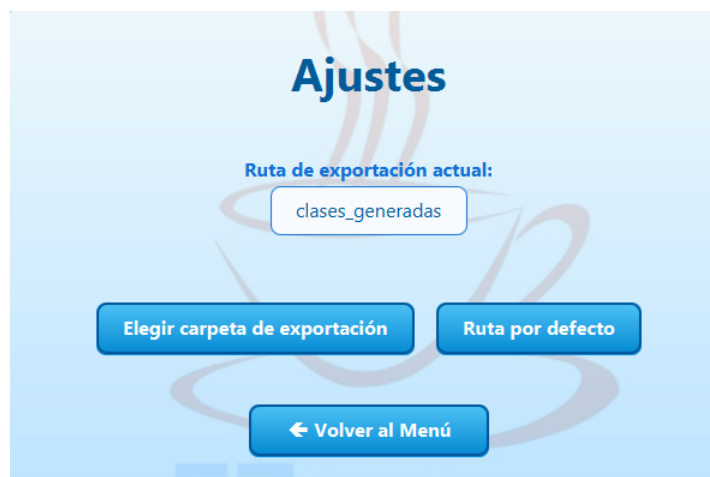 Ajustes
Ruta de exportación actual:
clases_generadas
Elegir carpeta de exportación
Ruta por defecto
← Volver al Menú